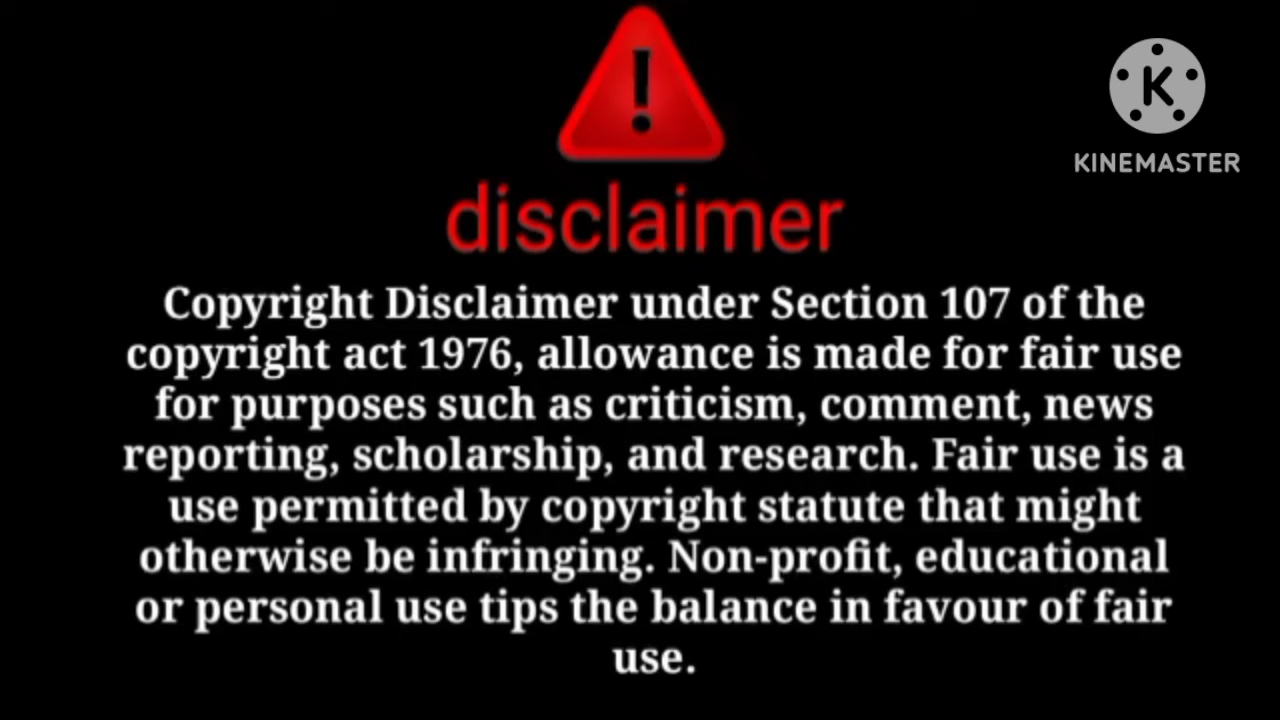 !
K
KINEMASTER
disclaimer
Copyright Disclaimer under Section 107 of the
copyright act 1976, allowance is made for fair use
for purposes such as criticism, comment, news
reporting, scholarship, and research. Fair use is a
use permitted by copyright statute that might
otherwise be infringing. Non-profit, educational
or personal use tips the balance in favour of fair
use.